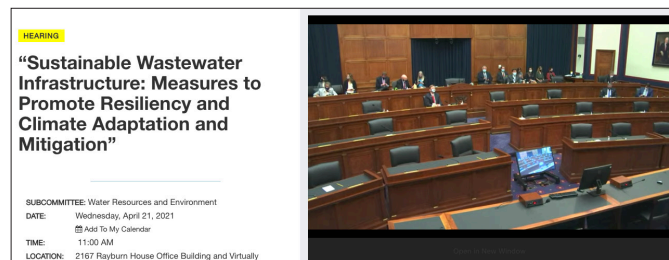 HEARING
“Sustainable Wastewater
Infrastructure: Measures to
Promote Resiliency and
Climate Adaptation and
Mitigation”
SUBCOMMITTEE: Water Resources and Environment
DATE: Wednesday, April 21, 2021
Add To My Calendar
TIME: 11:00 AM
LOCATION: 2167 Rayburn House Office Building and Virtually